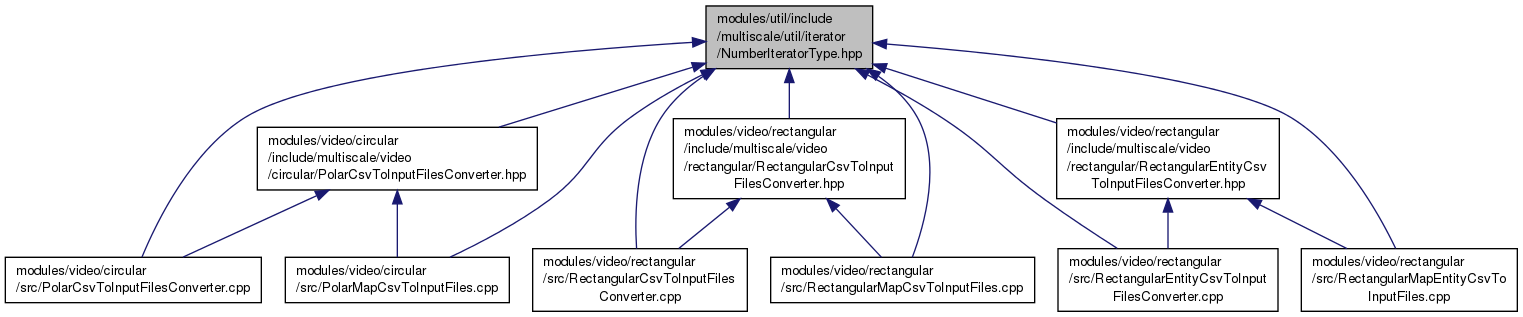 modules/util/include
/multiscale/util/iterator
/NumberIteratorType.hpp
modules/video/circular
/include/multiscale/video
/circular/PolarCsvToInputFilesConverter.hpp
modules/video/rectangular
/include/multiscale/video
/rectangular/RectangularCsvToInput
FilesConverter.hpp
modules/video/rectangular
/include/multiscale/video
/rectangular/RectangularEntityCsv
ToInputFilesConverter.hpp
modules/video/circular
/src/PolarCsvToInputFilesConverter.cpp
modules/video/circular
/src/PolarMapCsvToInputFiles.cpp
modules/video/rectangular
/src/RectangularCsvToInputFiles
Converter.cpp
modules/video/rectangular
/src/RectangularMapCsvToInputFiles.cpp
modules/video/rectangular
/src/RectangularEntityCsvToInput
FilesConverter.cpp
modules/video/rectangular
/src/RectangularMapEntityCsvTo
InputFiles.cpp